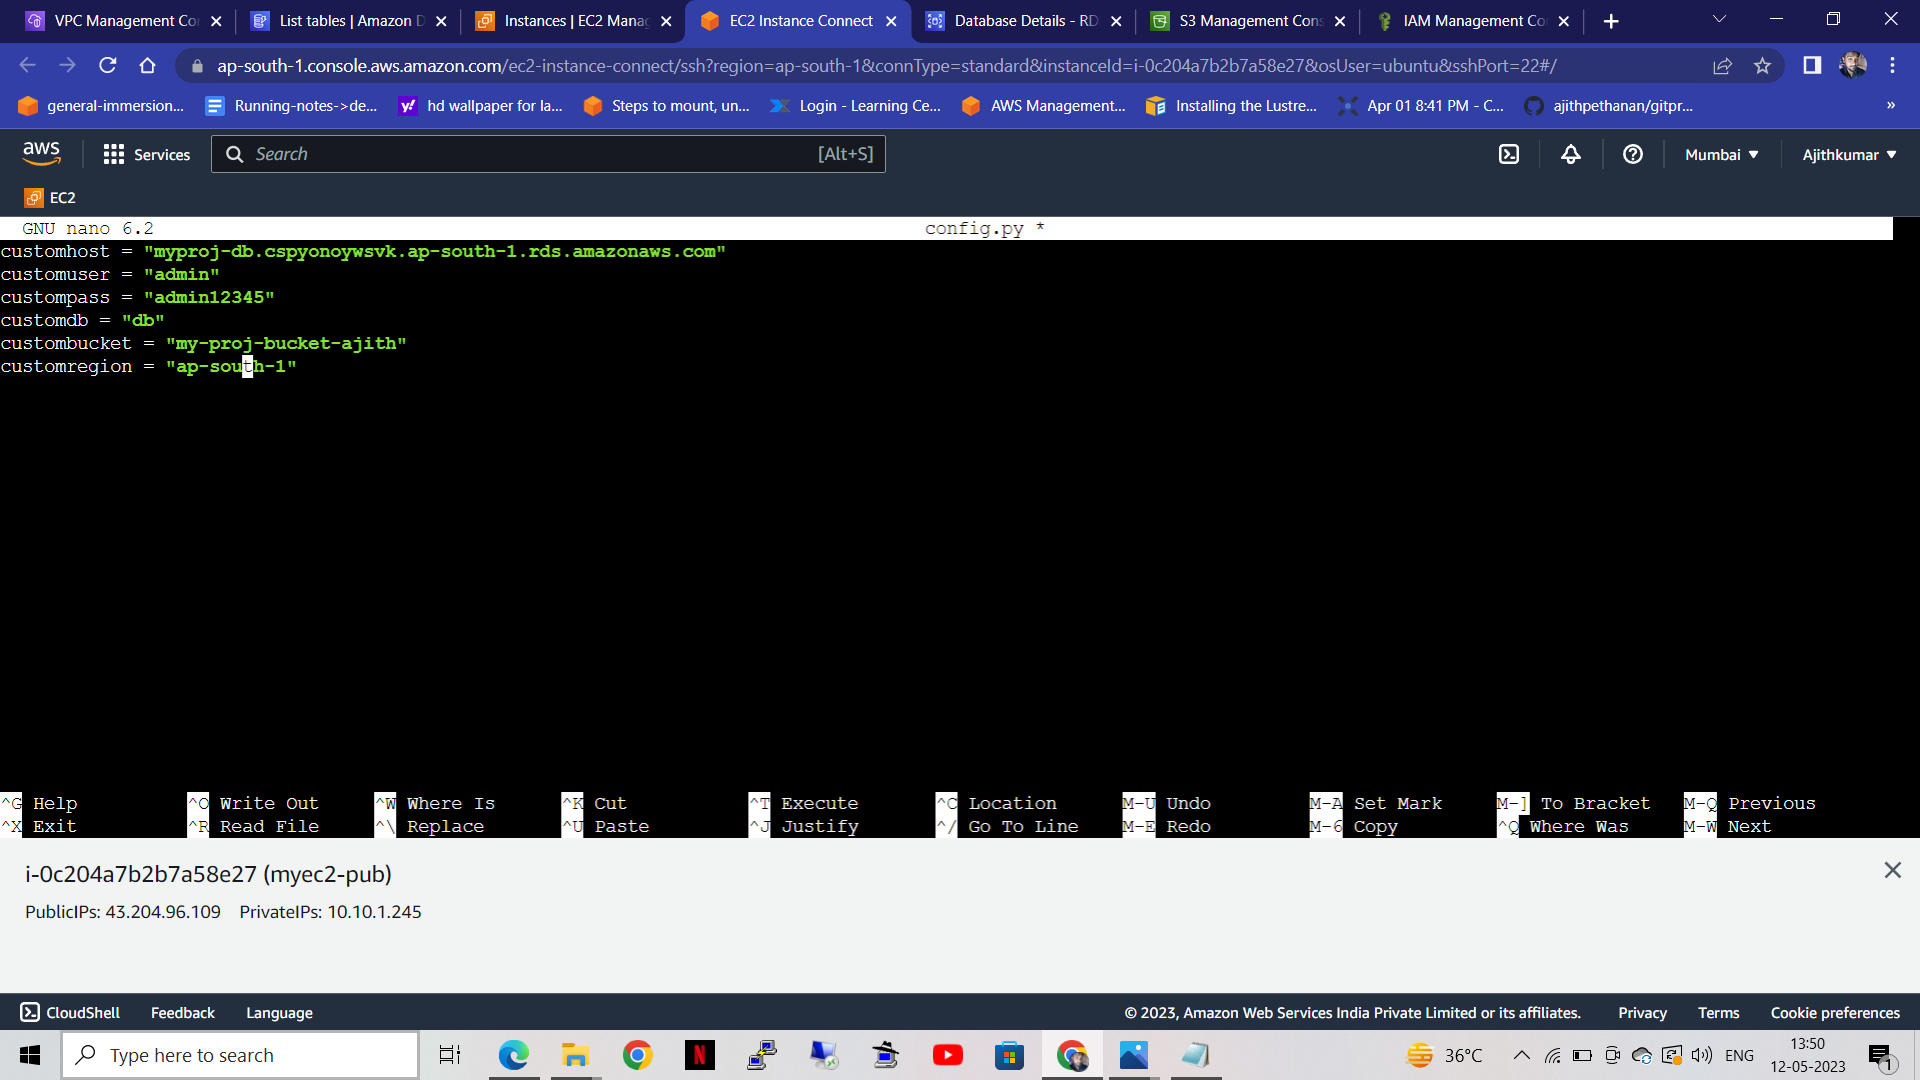 VPC Management Co
List tables | Amazon D
Instances | EC2 Manag
EC2 Instance Connect
Database Details - RD
S3 Management Cons
IAM Management Co
ap-south-1.console.aws.amazon.com/ec2-instance-connect/ssh?region=ap-south-1&connType=standard&instanceId=i-0c204a7b2b7a58e27&osUser=ubuntu&sshPort=22#/
general-immersion... Running-notes->de... hd wallpaper for la... Steps to mount, un... Login - Learning Ce... AWS Management... Installing the Lustre... Apr 01 8:41 PM - C... ajithpethanan/gitpr... »
aws Services Search [Alt+S] Mumbai ▼ Ajithkumar ▼
EC2
GNU nano 6.2 config.py *
customhost = "myproj-db.cspyonoywsvk.ap-south-1.rds.amazonaws.com"
customuser = "admin"
custompass = "admin12345"
customdb = "db"
custombucket = "my-proj-bucket-ajith"
customregion = "ap-south-1"
^G Help ^O Write Out ^W Where Is ^K Cut ^T Execute ^C Location M-U Undo M-A Set Mark M-] To Bracket M-Q Previous
^X Exit ^R Read File ^\ Replace ^U Paste ^J Justify ^/ Go To Line M-E Redo M-6 Copy ^Q Where Was M-W Next
i-0c204a7b2b7a58e27 (myec2-pub)
PublicIPs: 43.204.96.109 PrivateIPs: 10.10.1.245
CloudShell Feedback Language © 2023, Amazon Web Services India Private Limited or its affiliates. Privacy Terms Cookie preferences
Type here to search 36°C ENG 13:50
12-05-2023
1